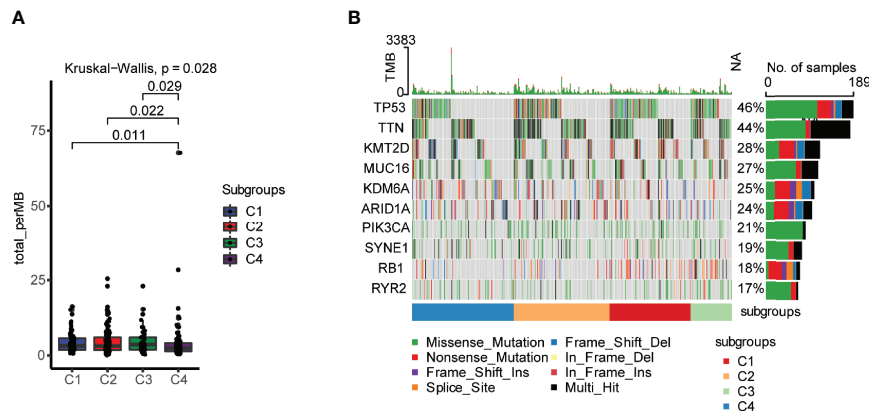 A
Kruskal−Wallis, p = 0.028
0.029
0.022
0.011
total_perMB
75
50
25
0
C1 C2 C3 C4
Subgroups
C1
C2
C3
C4
B
3383
TMB
0
NA
No. of samples
0 189
TP53 46%
TTN 44%
KMT2D 28%
MUC16 27%
KDM6A 25%
ARID1A 24%
PIK3CA 21%
SYNE1 19%
RB1 18%
RYR2 17%
subgroups
Missense_Mutation Frame_Shift_Del
Nonsense_Mutation In_Frame_Del
Frame_Shift_Ins In_Frame_Ins
Splice_Site Multi_Hit
subgroups
C1
C2
C3
C4